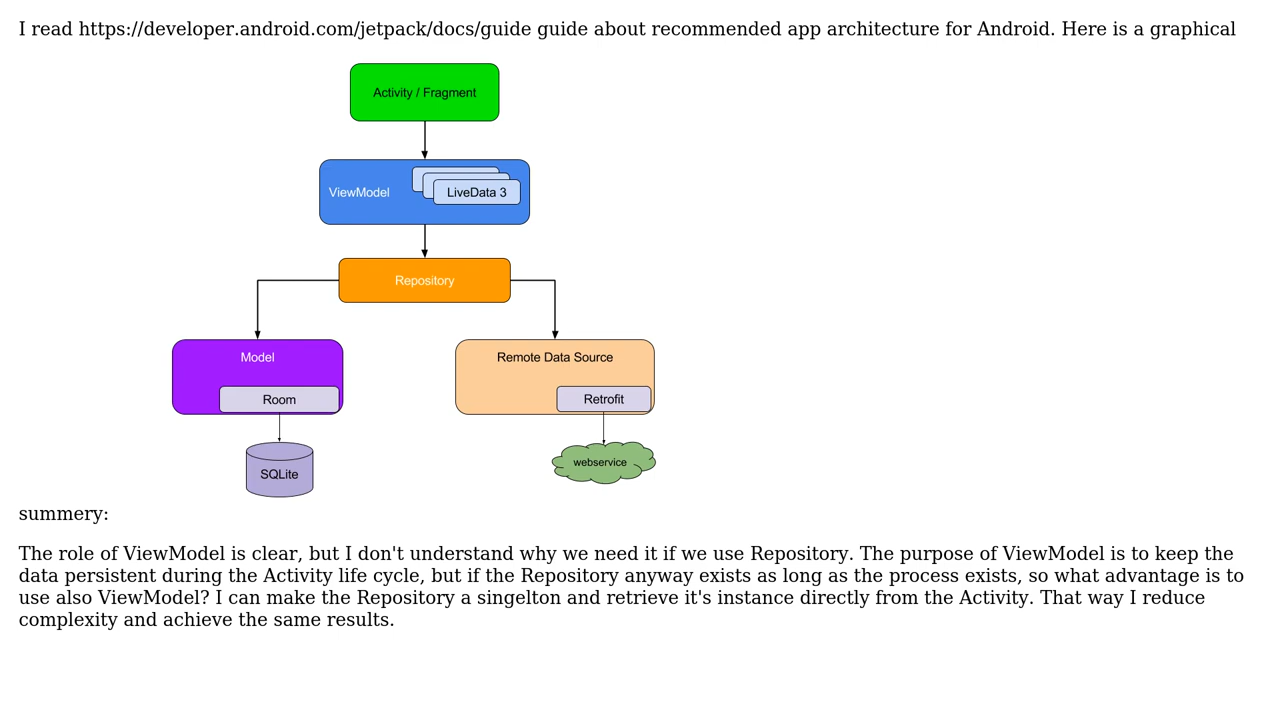 I read https://developer.android.com/jetpack/docs/guide guide about recommended app architecture for Android. Here is a graphical
Activity / Fragment
ViewModel
LiveData 3
Repository
Model
Room
SQLite
Remote Data Source
Retrofit
webservice
summery:
The role of ViewModel is clear, but I don't understand why we need it if we use Repository. The purpose of ViewModel is to keep the
data persistent during the Activity life cycle, but if the Repository anyway exists as long as the process exists, so what advantage is to
use also ViewModel? I can make the Repository a singelton and retrieve it's instance directly from the Activity. That way I reduce
complexity and achieve the same results.